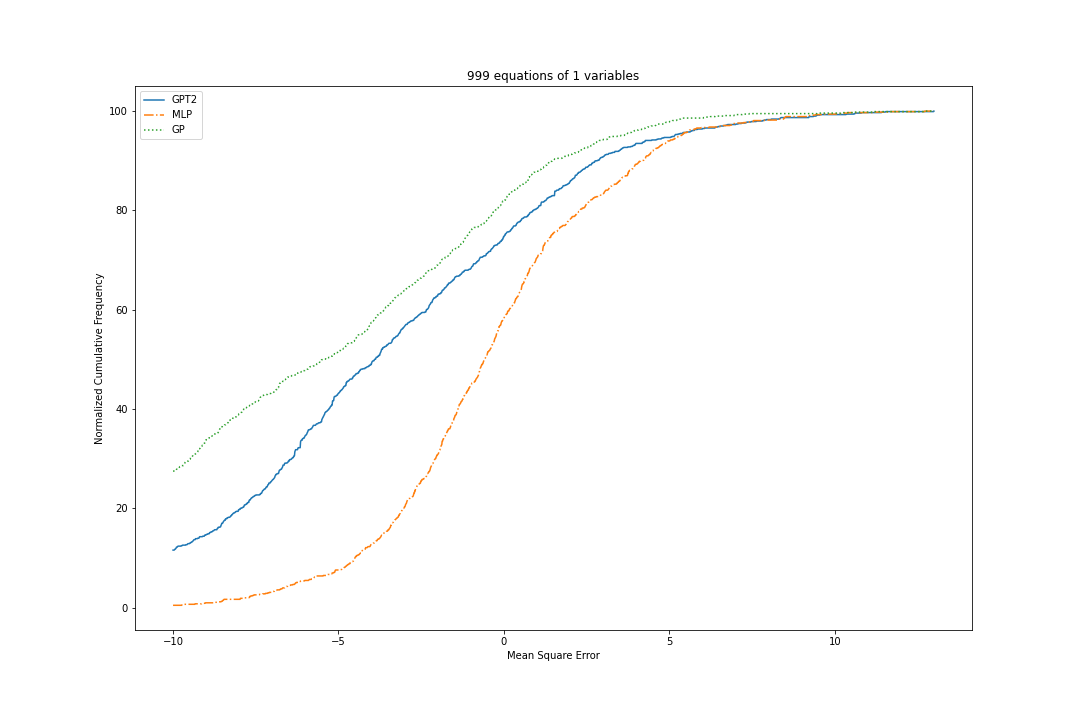 999 equations of 1 variables
GPT2
MLP
GP
100
80
60
40
20
0
Normalized Cumulative Frequency
−10
−5
0
5
10
Mean Square Error